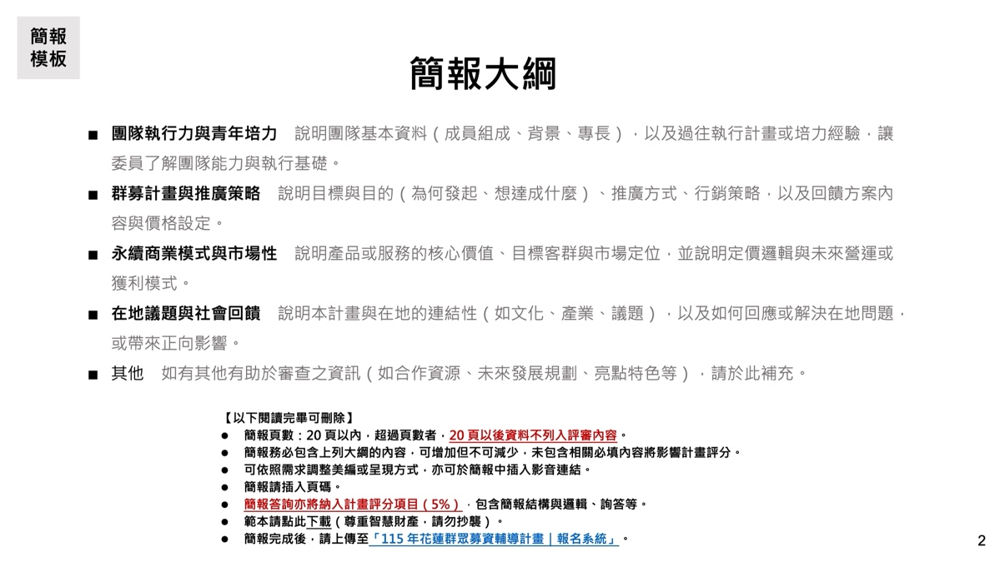 簡報
模板
簡報大綱
■ 團隊執行力與青年培力 說明團隊基本資料(成員組成、背景、專長),以及過往執行計畫或培力經驗,讓
委員了解團隊能力與執行基礎。
■ 群募計畫與推廣策略 說明目標與目的(為何發起、想達成什麼)、推廣方式、行銷策略,以及回饋方案內
容與價格設定。
■ 永續商業模式與市場性 說明產品或服務的核心價值、目標客群與市場定位,並說明定價邏輯與未來營運或
獲利模式。
■ 在地議題與社會回饋 說明本計畫與在地的連結性(如文化、產業、議題),以及如何回應或解決在地問題,
或帶來正向影響。
■ 其他 如有其他有助於審查之資訊(如合作資源、未來發展規劃、亮點特色等),請於此補充。
【以下閱讀完畢可刪除】
● 簡報頁數:20 頁以內,超過頁數者,20 頁以後資料不列入評審內容。
● 簡報務必包含上列大綱的內容,可增加但不可減少,未包含相關必填內容將影響計畫評分。
● 可依照需求調整美編或呈現方式,亦可於簡報中插入影音連結。
● 簡報請插入頁碼。
● 簡報答詢亦將納入計畫評分項目(5%),包含簡報結構與邏輯、詢答等。
● 範本請點此下載(尊重智慧財產,請勿抄襲)。
● 簡報完成後,請上傳至「115 年花蓮群眾募資輔導計畫|報名系統」。
2